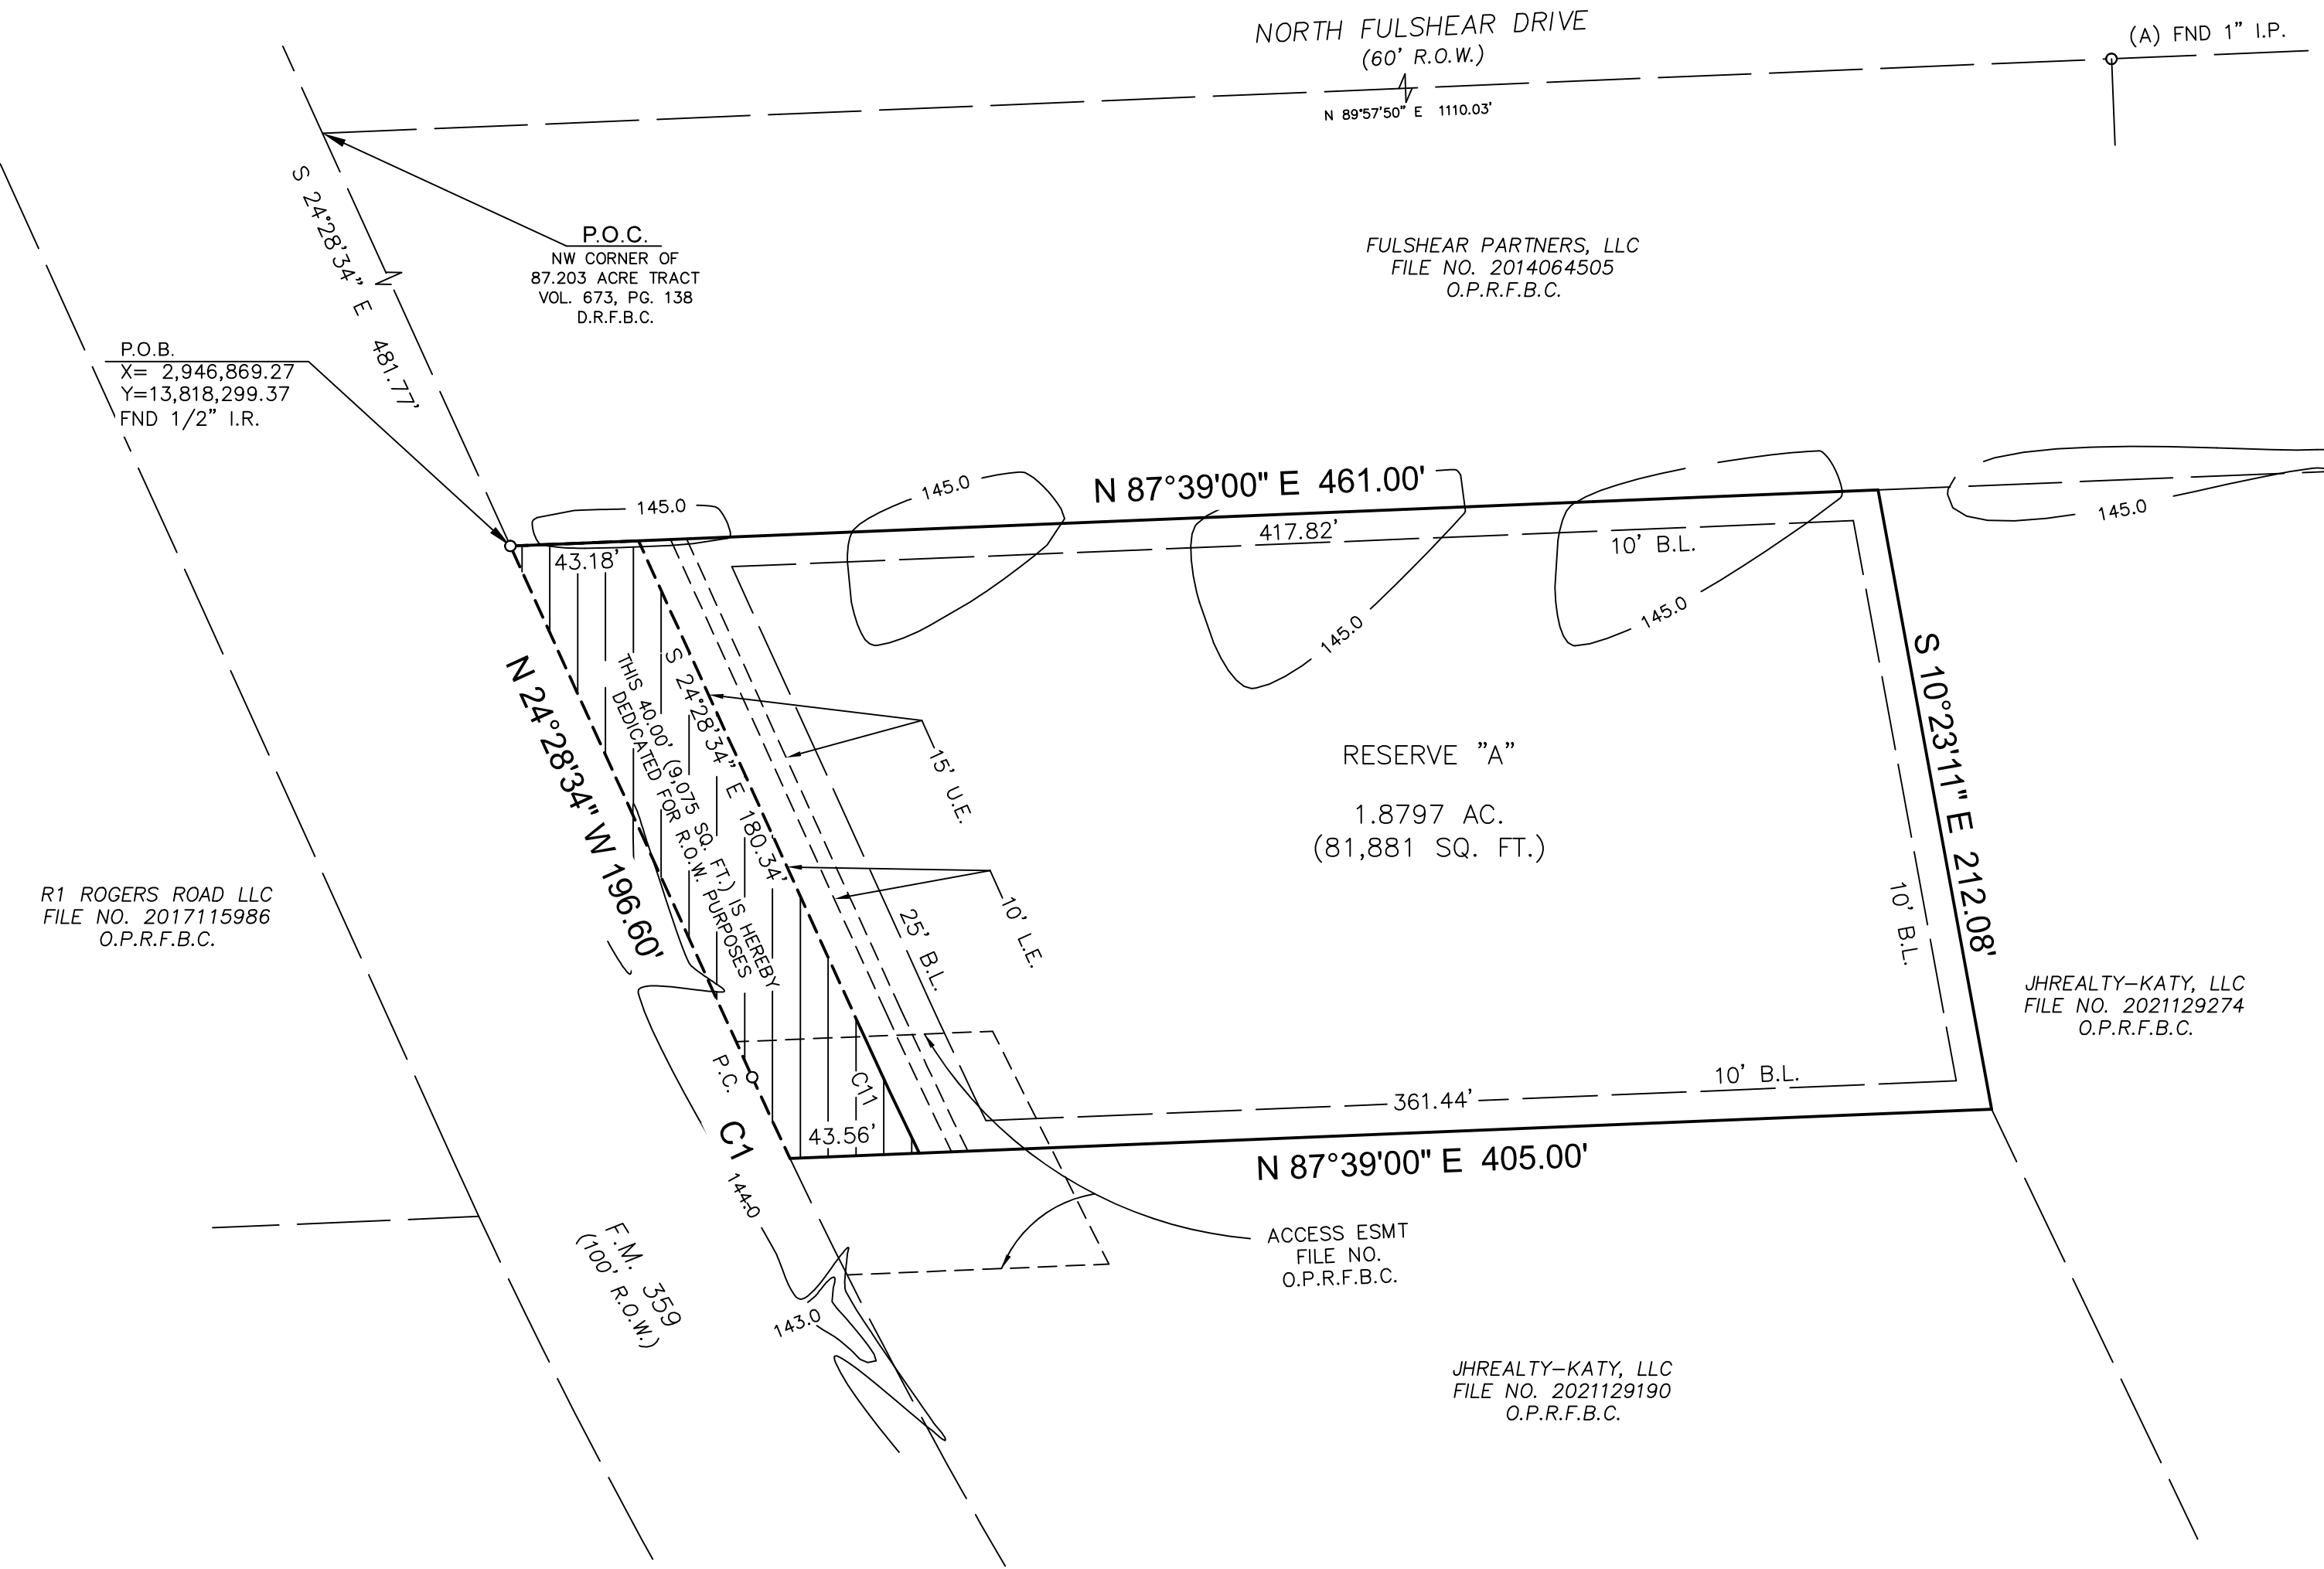 NORTH FULSHEAR DRIVE
(60' R.O.W.)
N 89°57'50" E 1110.03'
(A) FND 1" I.P.
S 24°28'34" E 481.77'
P.O.C.
NW CORNER OF
87.203 ACRE TRACT
VOL. 673, PG. 138
D.R.F.B.C.
FULSHEAR PARTNERS, LLC
FILE NO. 2014064505
O.P.R.F.B.C.
P.O.B.
X= 2,946,869.27
Y=13,818,299.37
FND 1/2" I.R.
N 87°39'00" E 461.00'
145.0
145.0
145.0
145.0
145.0
43.18'
417.82'
10' B.L.
N 24°28'34" W 196.60'
THIS 40.00' (9,075 SQ. FT.) IS HEREBY
DEDICATED FOR R.O.W. PURPOSES
S 24°28'34" E 180.34'
15' U.E.
10' L.E.
25' B.L.
RESERVE "A"
1.8797 AC.
(81,881 SQ. FT.)
S 10°23'11" E 212.08'
10' B.L.
R1 ROGERS ROAD LLC
FILE NO. 2017115986
O.P.R.F.B.C.
JHREALTY-KATY, LLC
FILE NO. 2021129274
O.P.R.F.B.C.
P.C.
C1
C11
43.56'
361.44'
10' B.L.
N 87°39'00" E 405.00'
144.0
143.0
F.M. 359
(100' R.O.W.)
ACCESS ESMT
FILE NO.
O.P.R.F.B.C.
JHREALTY-KATY, LLC
FILE NO. 2021129190
O.P.R.F.B.C.